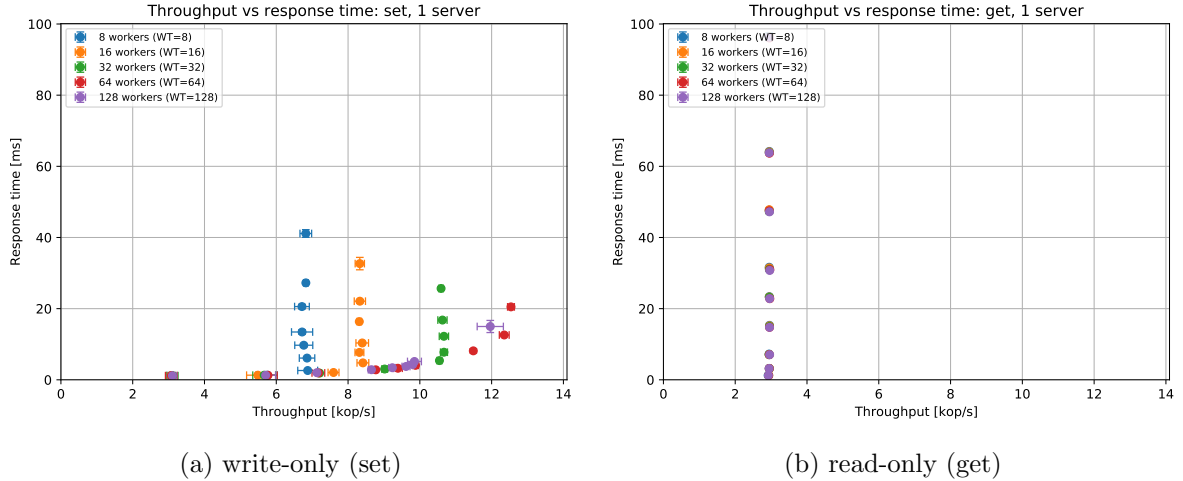 Throughput vs response time: set, 1 server
100
80
60
40
20
0
Response time [ms]
8 workers (WT=8)
16 workers (WT=16)
32 workers (WT=32)
64 workers (WT=64)
128 workers (WT=128)
0 2 4 6 8 10 12 14
Throughput [kop/s]
(a) write-only (set)
Throughput vs response time: get, 1 server
100
80
60
40
20
0
Response time [ms]
8 workers (WT=8)
16 workers (WT=16)
32 workers (WT=32)
64 workers (WT=64)
128 workers (WT=128)
0 2 4 6 8 10 12 14
Throughput [kop/s]
(b) read-only (get)